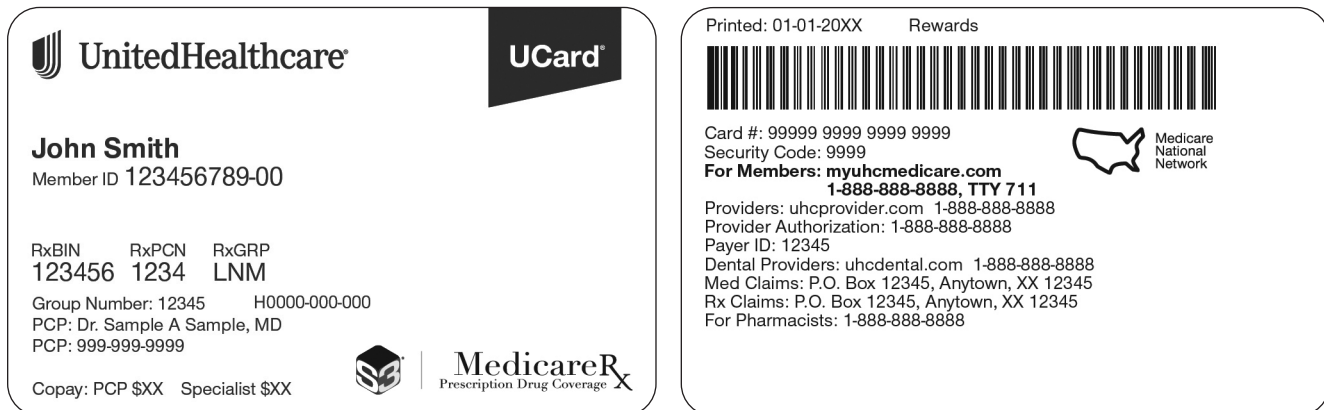 UnitedHealthcare®
UCard®
John Smith
Member ID 123456789-00
RxBIN RxPCN RxGRP
123456 1234 LNM
Group Number: 12345 H0000-000-000
PCP: Dr. Sample A Sample, MD
PCP: 999-999-9999
Copay: PCP $XX Specialist $XX
S3
MedicareRx
Prescription Drug Coverage
Printed: 01-01-20XX Rewards
Card #: 99999 9999 9999 9999
Security Code: 9999
For Members: myuhcmedicare.com
1-888-888-8888, TTY 711
Providers: uhcprovider.com 1-888-888-8888
Provider Authorization: 1-888-888-8888
Payer ID: 12345
Dental Providers: uhcdental.com 1-888-888-8888
Med Claims: P.O. Box 12345, Anytown, XX 12345
Rx Claims: P.O. Box 12345, Anytown, XX 12345
For Pharmacists: 1-888-888-8888
Medicare
National
Network